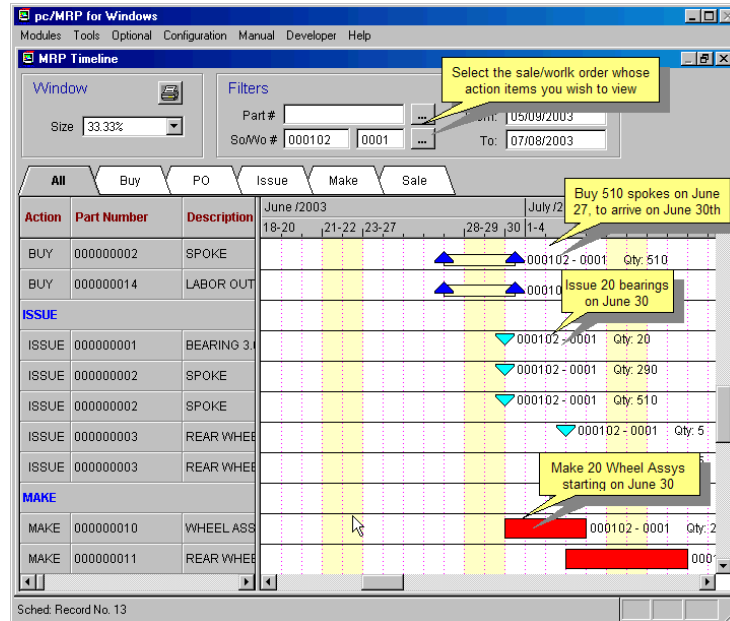 pc/MRP for Windows
Modules Tools Optional Configuration Manual Developer Help
MRP Timeline
Window
Size 33.33%
Filters
Part #
...
So/Wo # 000102 0001 ...
From: 05/09/2003
To: 07/08/2003
Select the sale/worlk order whose
action items you wish to view
All Buy PO Issue Make Sale
Action Part Number Description
June /2003 July /2
18-20 21-22 23-27 28-29 30 1-4
Buy 510 spokes on June
27, to arrive on June 30th
BUY 000000002 SPOKE 000102 - 0001 Qty: 510
BUY 000000014 LABOR OUT 00010
Issue 20 bearings
on June 30
ISSUE
ISSUE 000000001 BEARING 3. 000102 - 0001 Qty: 20
ISSUE 000000002 SPOKE 000102 - 0001 Qty: 290
ISSUE 000000002 SPOKE 000102 - 0001 Qty: 510
ISSUE 000000003 REAR WHEE 000102 - 0001 Qty: 5
ISSUE 000000003 REAR WHEE
Make 20 Wheel Assys
starting on June 30
MAKE
MAKE 000000010 WHEEL ASS 000102 - 0001 Qty: 2
MAKE 000000011 REAR WHEE 000
Sched: Record No. 13